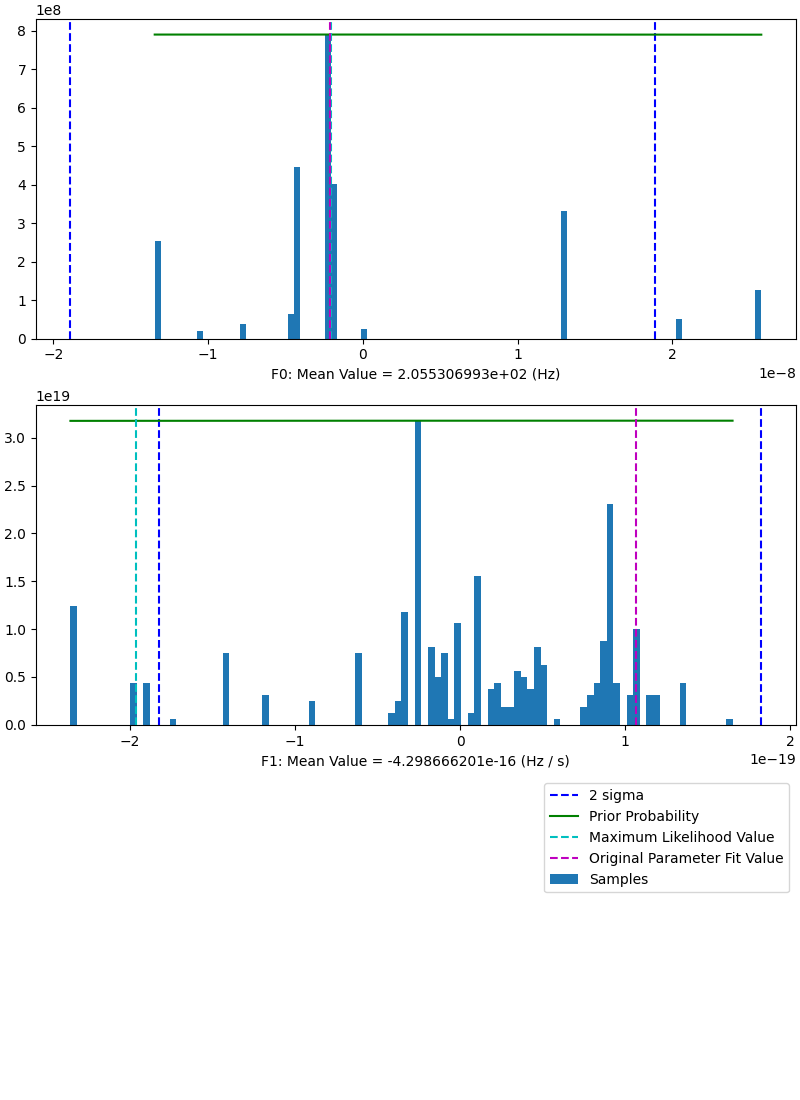 1e8
8
7
6
5
4
3
2
1
0
−2 −1 0 1 2
1e−8
F0: Mean Value = 2.055306993e+02 (Hz)
1e19
3.0
2.5
2.0
1.5
1.0
0.5
0.0
−2 −1 0 1 2
1e−19
F1: Mean Value = -4.298666201e-16 (Hz / s)
2 sigma
Prior Probability
Maximum Likelihood Value
Original Parameter Fit Value
Samples